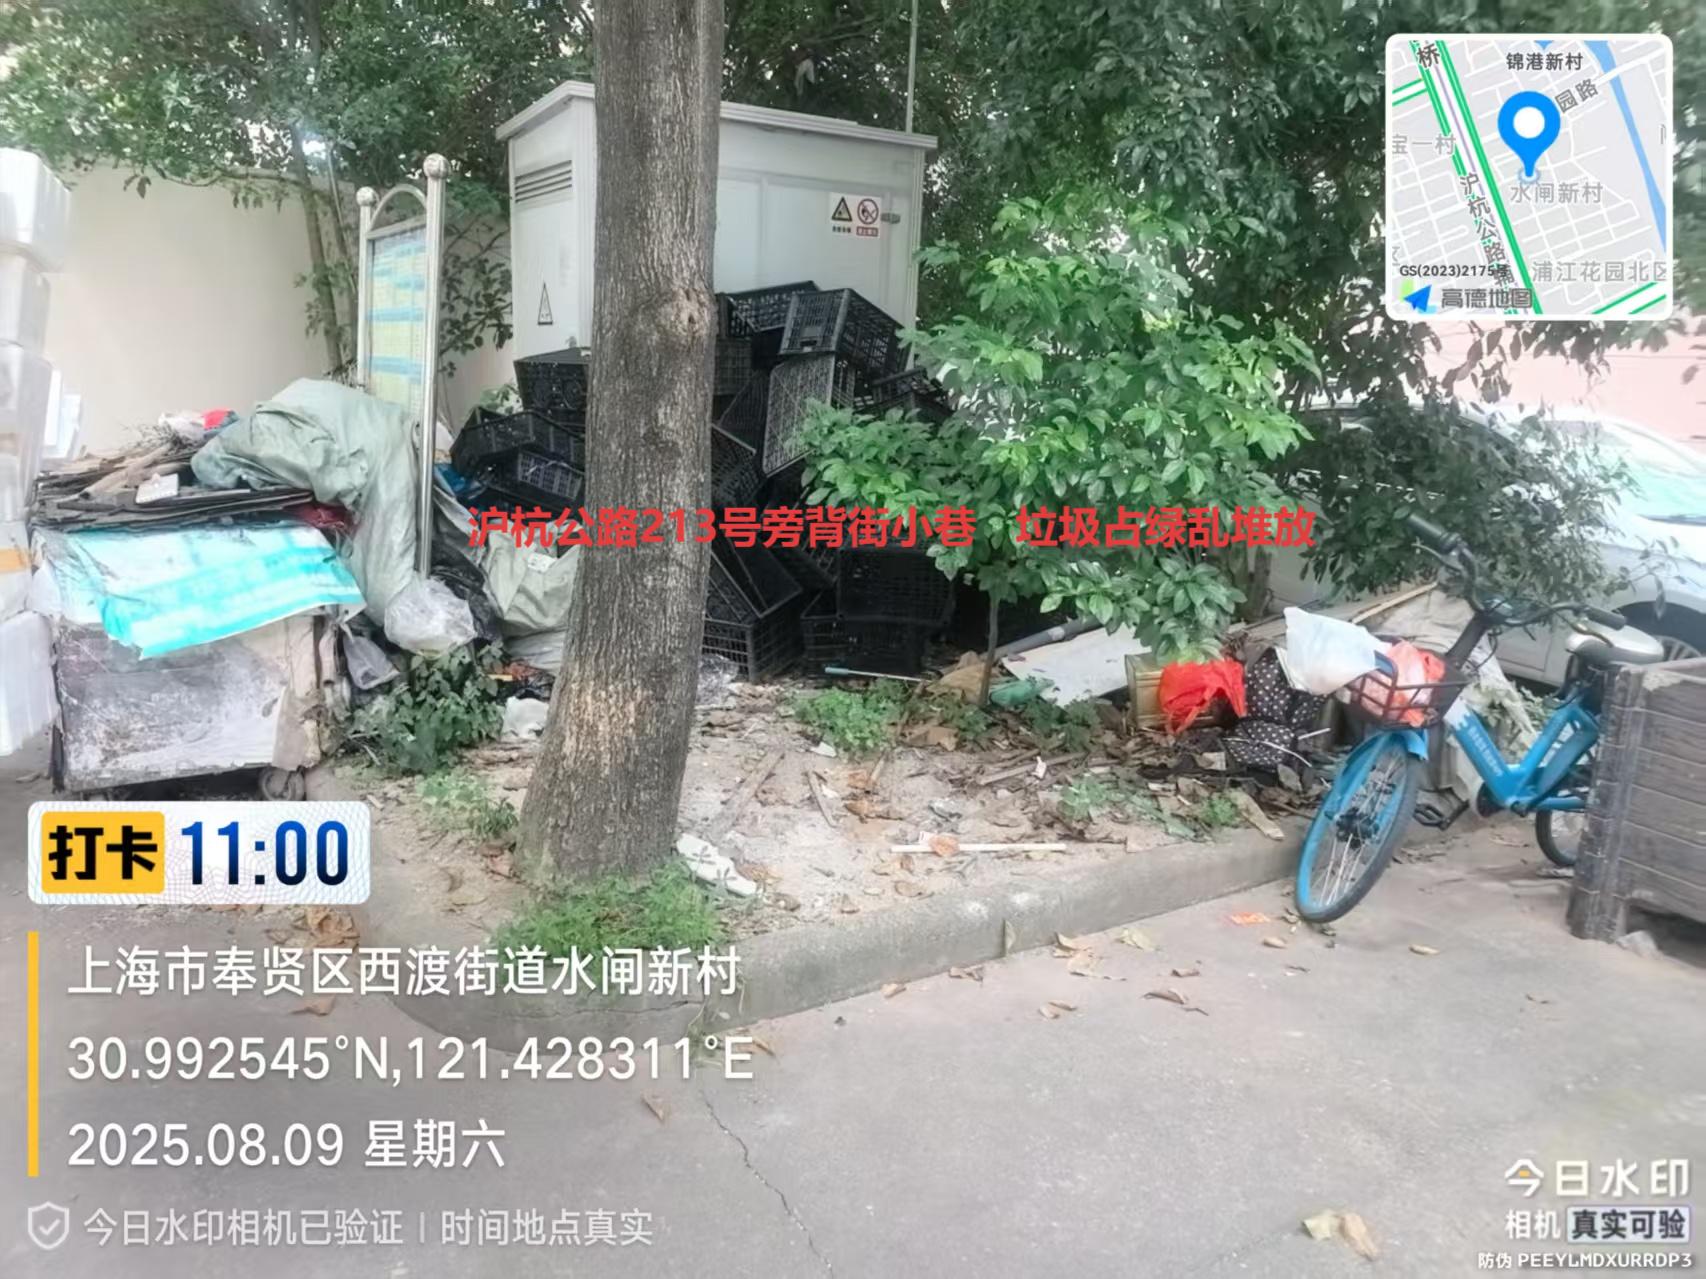 桥
锦港新村
园路
宝一村
沪杭公路辅
水闸新村
浦江花园北区
GS(2023)2175号
高德地图
沪杭公路213号旁背街小巷 垃圾占绿乱堆放
打卡 11:00
上海市奉贤区西渡街道水闸新村
30.992545°N,121.428311°E
2025.08.09 星期六
今日水印相机已验证 | 时间地点真实
今日水印
相机 真实可验
防伪 PEEYLMDXURRDP3